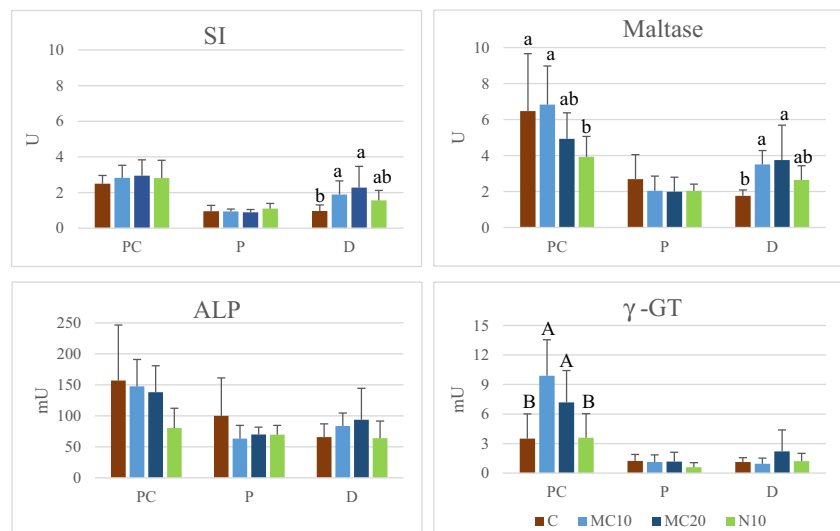 SI
10
8
6
4
2
0
U
b
a
a
ab
PC
P
D
Maltase
10
8
6
4
2
0
U
a
a
ab
b
b
a
a
ab
PC
P
D
ALP
250
200
150
100
50
0
mU
PC
P
D
γ -GT
15
12
9
6
3
0
mU
B
A
A
B
PC
P
D
C MC10 MC20 N10